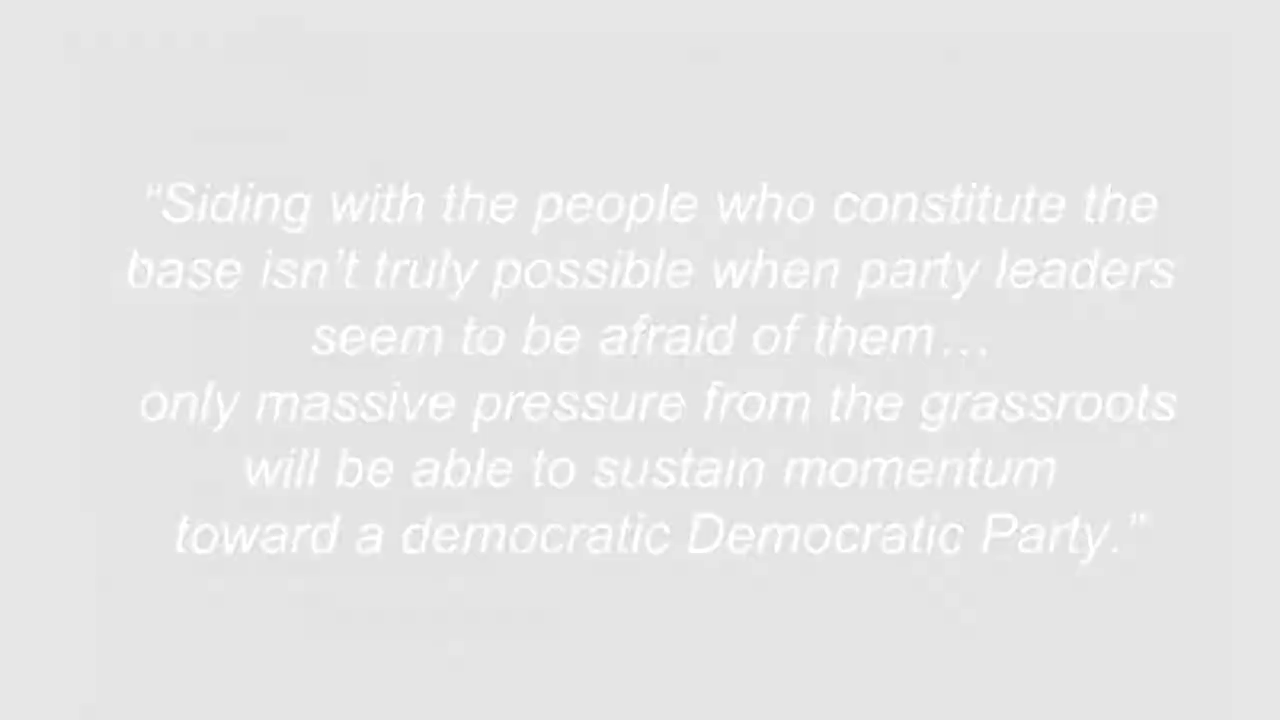 “Siding with the people who constitute the
base isn’t truly possible when party leaders
seem to be afraid of them…
only massive pressure from the grassroots
will be able to sustain momentum
toward a democratic Democratic Party.”